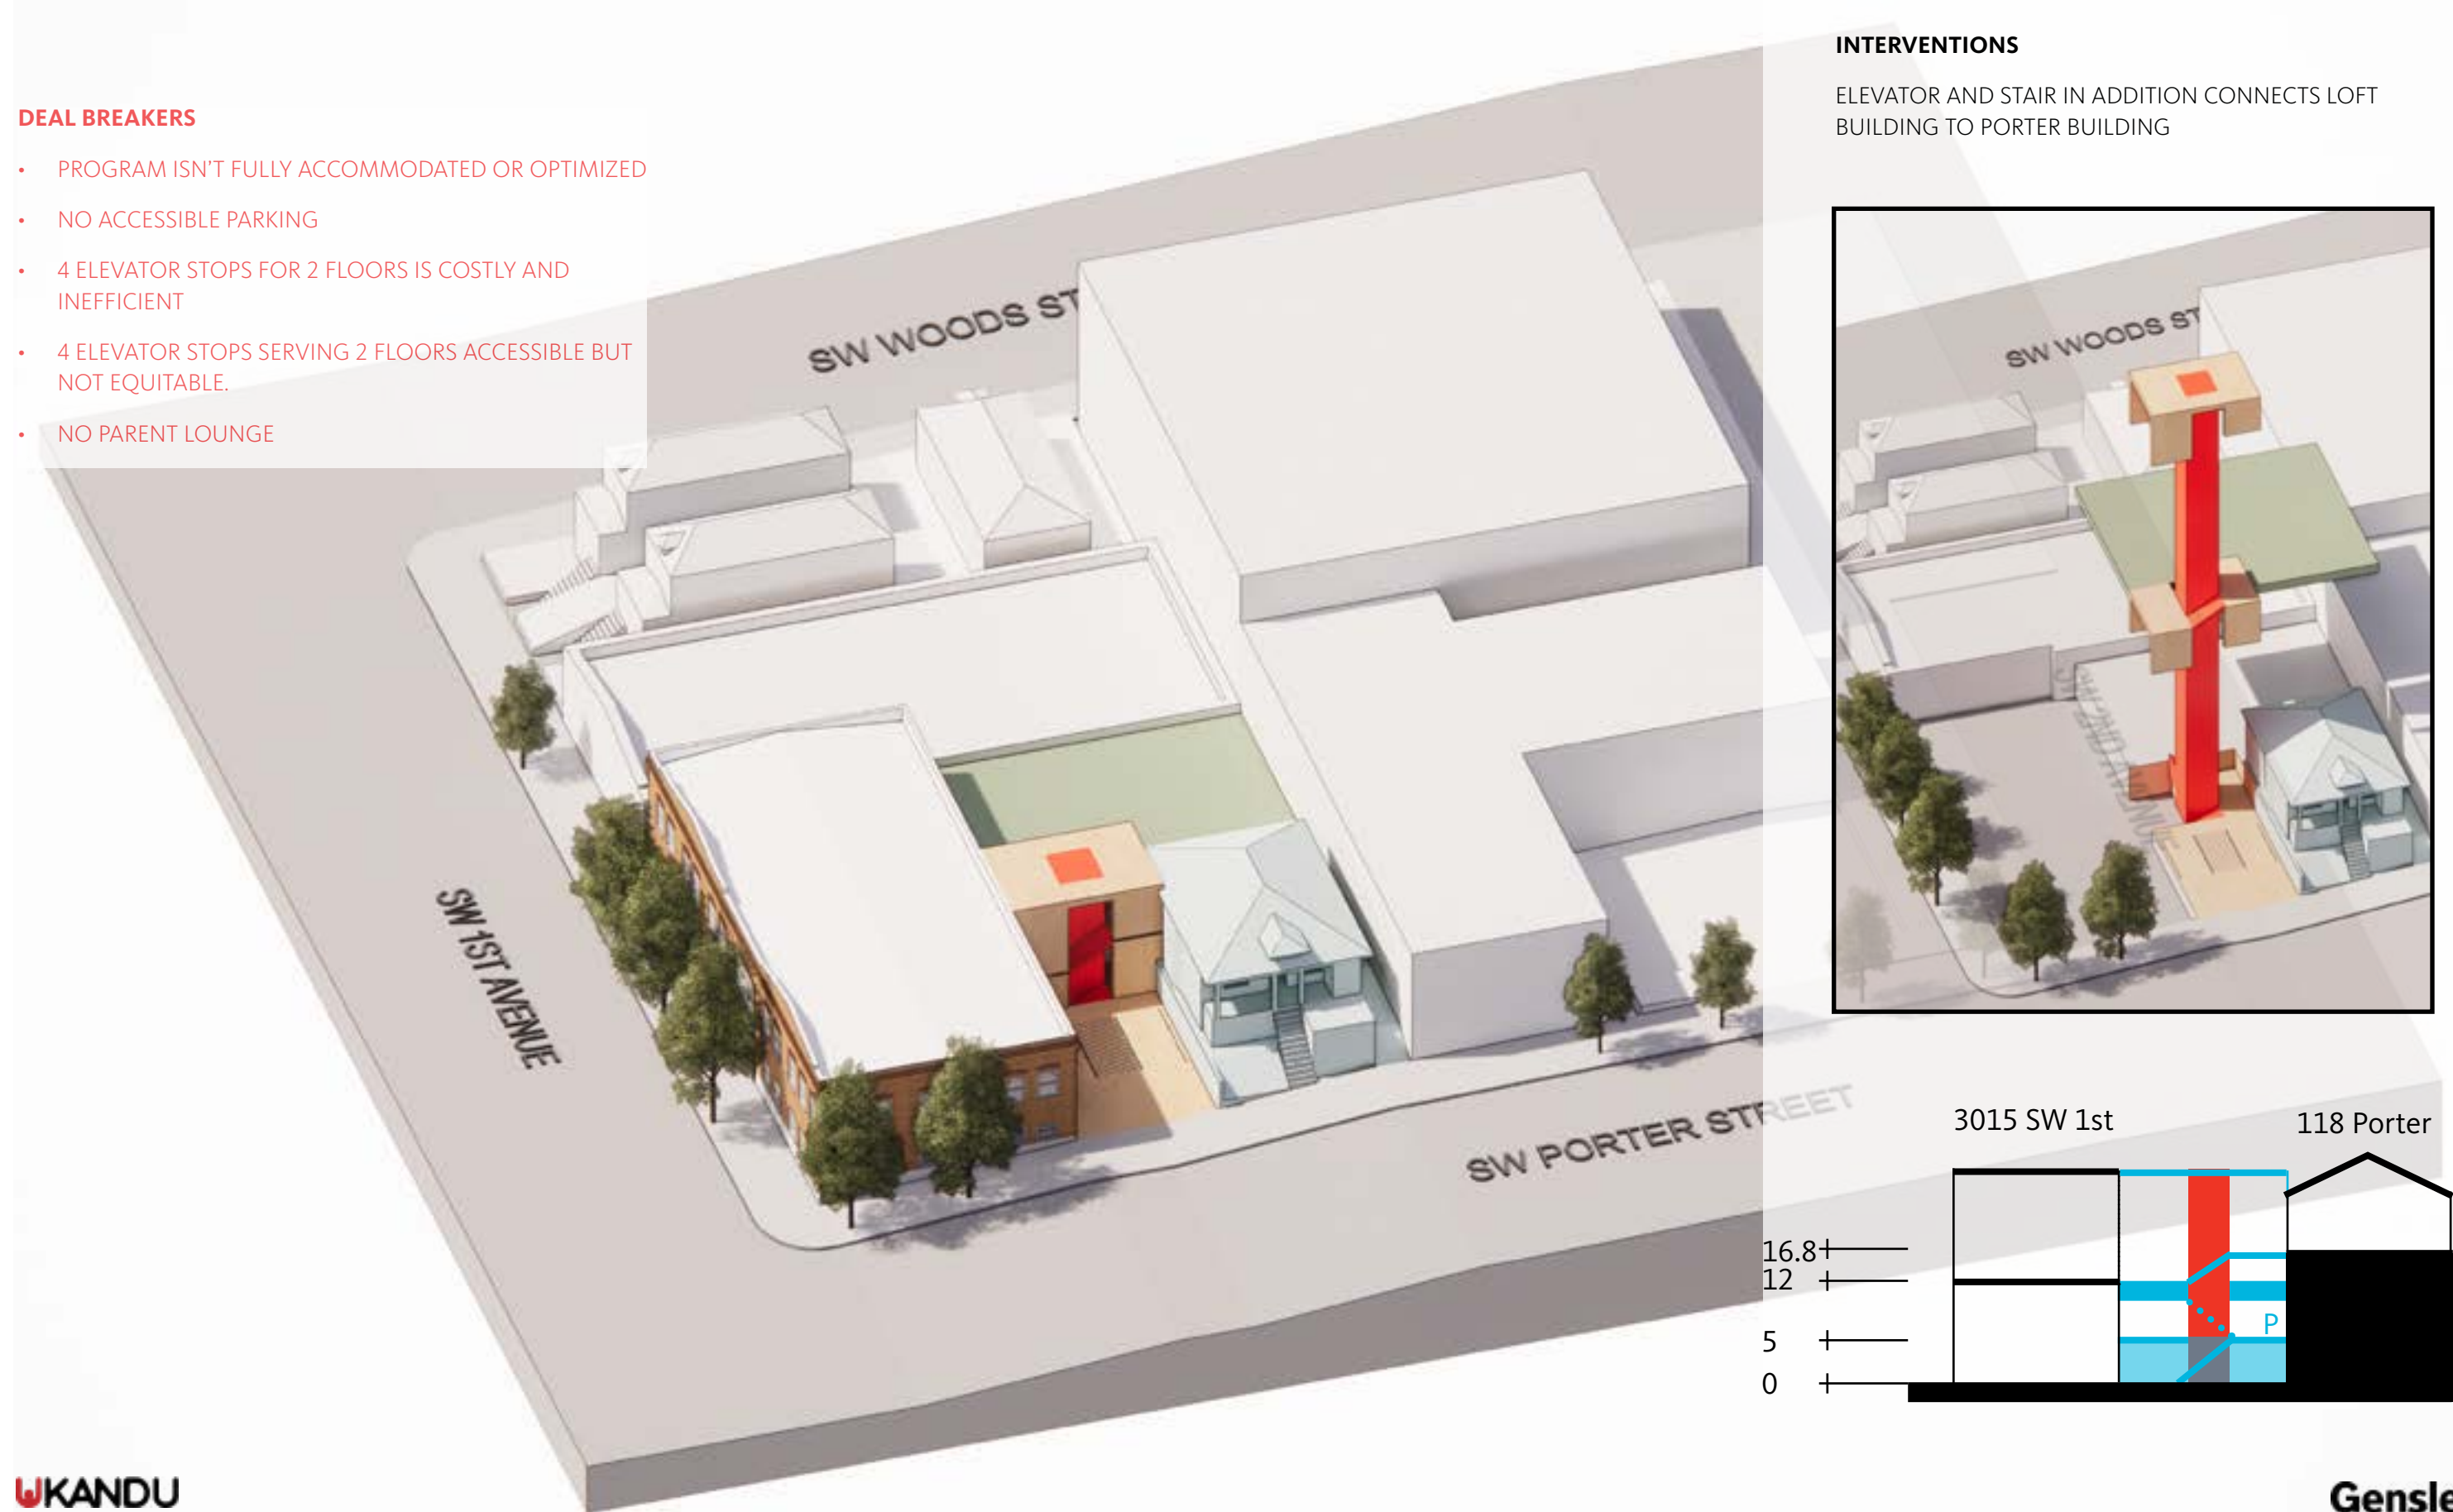 DEAL BREAKERS
• PROGRAM ISN'T FULLY ACCOMMODATED OR OPTIMIZED
• NO ACCESSIBLE PARKING
• 4 ELEVATOR STOPS FOR 2 FLOORS IS COSTLY AND
INEFFICIENT
• 4 ELEVATOR STOPS SERVING 2 FLOORS ACCESSIBLE BUT
NOT EQUITABLE.
• NO PARENT LOUNGE
INTERVENTIONS
ELEVATOR AND STAIR IN ADDITION CONNECTS LOFT
BUILDING TO PORTER BUILDING
SW WOODS ST
SW 1ST AVENUE
SW PORTER STREET
SW WOODS ST
3015 SW 1st
118 Porter
16.8
12
5
0
P
UKANDU
Gensle